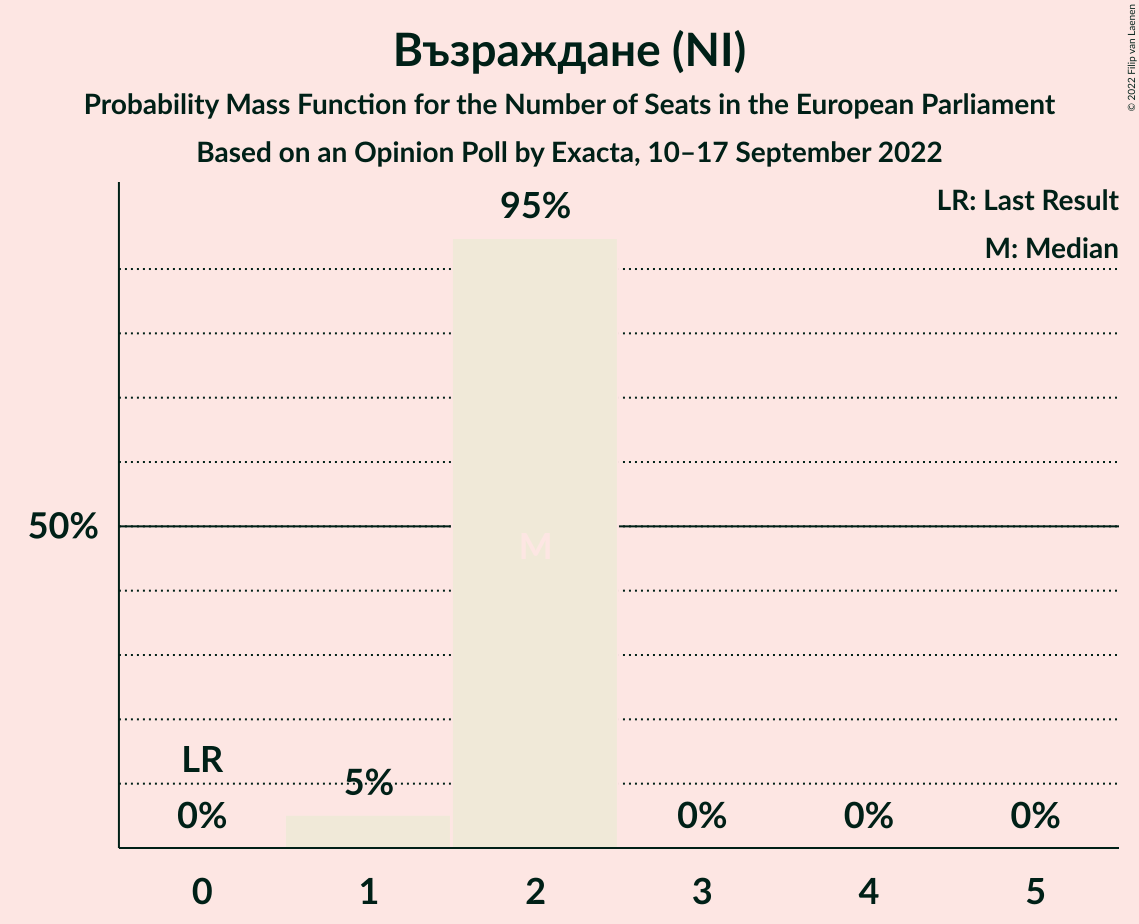 Възраждане (NI)
Probability Mass Function for the Number of Seats in the European Parliament
Based on an Opinion Poll by Exacta, 10–17 September 2022
© 2022 Filip van Laenen
LR: Last Result
M: Median
95%
50%
M
LR
5%
0%
0%
0%
0%
0 1 2 3 4 5